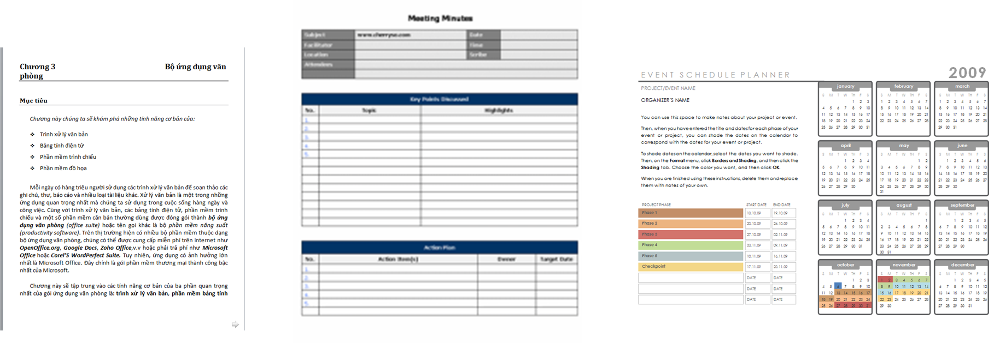 Chương 3 Bộ ứng dụng văn
phòng
Mục tiêu
Chương này chúng ta sẽ khám phá những tính năng cơ bản của:
❖ Trình xử lý văn bản
❖ Bảng tính điện tử
❖ Phần mềm trình chiếu
❖ Phần mềm đồ họa
Mỗi ngày có hàng triệu người sử dụng các trình xử lý văn bản để soạn thảo các
ghi chú, thư, báo cáo và nhiều loại tài liệu khác. Xử lý văn bản là một trong những
ứng dụng quan trọng nhất mà chúng ta sử dụng trong cuộc sống hàng ngày và
công việc. Cùng với trình xử lý văn bản, các bảng tính điện tử, phần mềm trình
chiếu và một số phần mềm căn bản thường dùng được đóng gói thành bộ ứng
dụng văn phòng (office suite) hoặc tên gọi khác là bộ phần mềm năng suất
(productivity software). Trên thị trường hiện có nhiều bộ phần mềm thuộc dạng
bộ ứng dụng văn phòng, chúng có thể được cung cấp miễn phí trên internet như
OpenOffice.org, Google Docs, Zoho Office,v.v hoặc phải trả phí như Microsoft
Office hoặc Corel'S WordPerfect Suite. Tuy nhiên, ứng dụng có ảnh hưởng lớn
nhất là Microsoft Office. Đây chính là gói phần mềm thương mại thành công bậc
nhất của Microsoft.
Chương này sẽ tập trung vào các tính năng cơ bản của ba phần quan trọng
nhất của gói ứng dụng văn phòng là: trình xử lý văn bản, phần mềm bảng tính
Meeting Minutes
Subject www.cherryso.com Date
Facilitator Time
Location Scribe
Attendees
Key Points Discussed
No. Topic Highlights
1.
2.
3.
4.
5.
Action Plan
No. Action Item(s) Owner Target Date
1.
2.
3.
4.
5.
EVENT SCHEDULE PLANNER 2009
PROJECT/EVENT NAME
ORGANIZER'S NAME
You can use this space to make notes about your project or event.
Then, when you have entered the title and dates for each phase of your
event or project, you can shade the dates on the calendar to
correspond with the dates for your event or project.
To shade dates on the calendar, select the dates you want to shade.
Then, on the Format menu, click Borders and Shading, and then click the
Shading tab. Choose the color you want, and then click OK.
When you are finished using these instructions, delete them and replace
them with notes of your own.
PROJECT PHASE START DATE END DATE
Phase 1 13.10.09 19.10.09
Phase 2 20.10.09 26.10.09
Phase 3 27.10.09 02.11.09
Phase 4 03.11.09 09.11.09
Phase 5 10.11.09 16.11.09
Checkpoint 17.11.09 23.11.09
DATE DATE
DATE DATE
DATE DATE
january february march
S M T W TH F S S M T W TH F S S M T W TH F S
1 2 3 1 2 3 4 5 6 7 1 2 3 4 5 6 7
4 5 6 7 8 9 10 8 9 10 11 12 13 14 8 9 10 11 12 13 14
11 12 13 14 15 16 17 15 16 17 18 19 20 21 15 16 17 18 19 20 21
18 19 20 21 22 23 24 22 23 24 25 26 27 28 22 23 24 25 26 27 28
25 26 27 28 29 30 31 29 30 31
april may june
S M T W TH F S S M T W TH F S S M T W TH F S
1 2 3 4 1 2 1 2 3 4 5 6
5 6 7 8 9 10 11 3 4 5 6 7 8 9 7 8 9 10 11 12 13
12 13 14 15 16 17 18 10 11 12 13 14 15 16 14 15 16 17 18 19 20
19 20 21 22 23 24 25 17 18 19 20 21 22 23 21 22 23 24 25 26 27
26 27 28 29 30 24 25 26 27 28 29 30 28 29 30
31
july august september
S M T W TH F S S M T W TH F S S M T W TH F S
1 2 3 4 1 1 2 3 4 5
5 6 7 8 9 10 11 2 3 4 5 6 7 8 6 7 8 9 10 11 12
12 13 14 15 16 17 18 9 10 11 12 13 14 15 13 14 15 16 17 18 19
19 20 21 22 23 24 25 16 17 18 19 20 21 22 20 21 22 23 24 25 26
26 27 28 29 30 31 23 24 25 26 27 28 29 27 28 29 30
30 31
october november december
S M T W TH F S S M T W TH F S S M T W TH F S
1 2 3 1 2 3 4 5 6 7 1 2 3 4 5
4 5 6 7 8 9 10 8 9 10 11 12 13 14 6 7 8 9 10 11 12
11 12 13 14 15 16 17 15 16 17 18 19 20 21 13 14 15 16 17 18 19
18 19 20 21 22 23 24 22 23 24 25 26 27 28 20 21 22 23 24 25 26
25 26 27 28 29 30 31 29 30 27 28 29 30 31